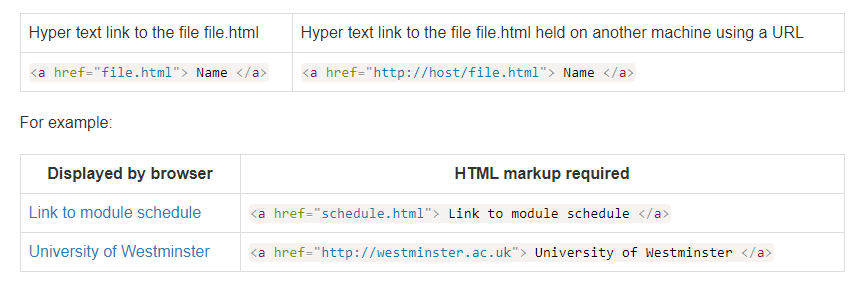 Hyper text link to the file file.html
Hyper text link to the file file.html held on another machine using a URL
<a href="file.html"> Name </a>
<a href="http://host/file.html"> Name </a>
For example:
Displayed by browser
HTML markup required
Link to module schedule
<a href="schedule.html"> Link to module schedule </a>
University of Westminster
<a href="http://westminster.ac.uk"> University of Westminster </a>